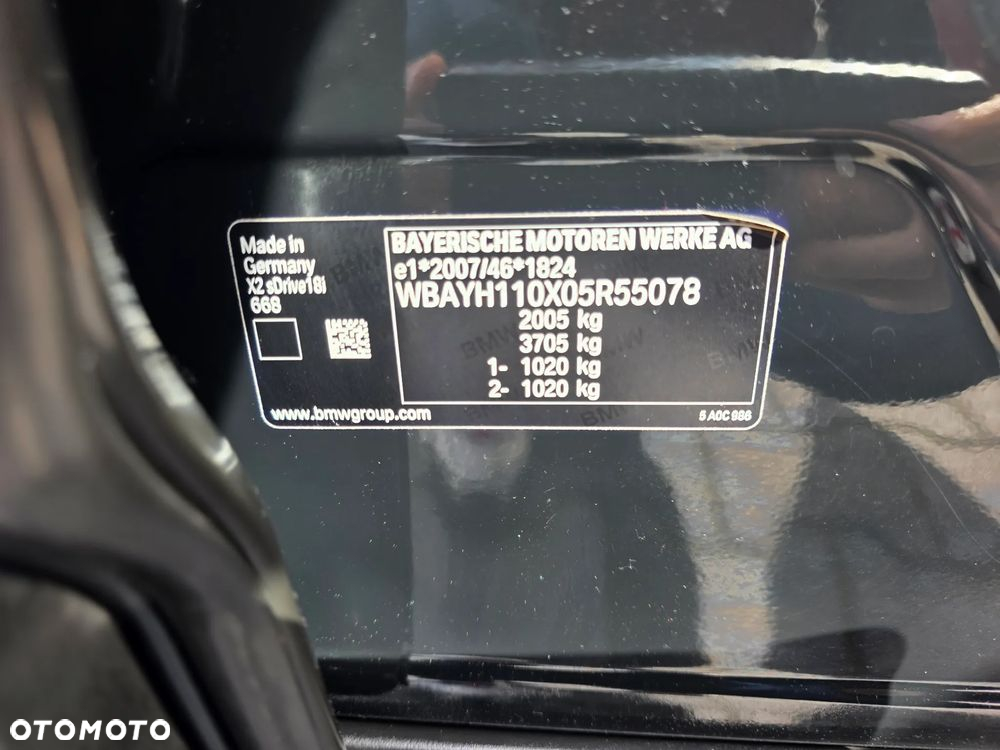 Made in
Germany
X2 sDrive18i
668
www.bmwgroup.com
BAYERISCHE MOTOREN WERKE AG
e1*2007/46*1824
WBAYH110X05R55078
2005 kg
3705 kg
1- 1020 kg
2- 1020 kg
5 A0C 986
OTOMOTO